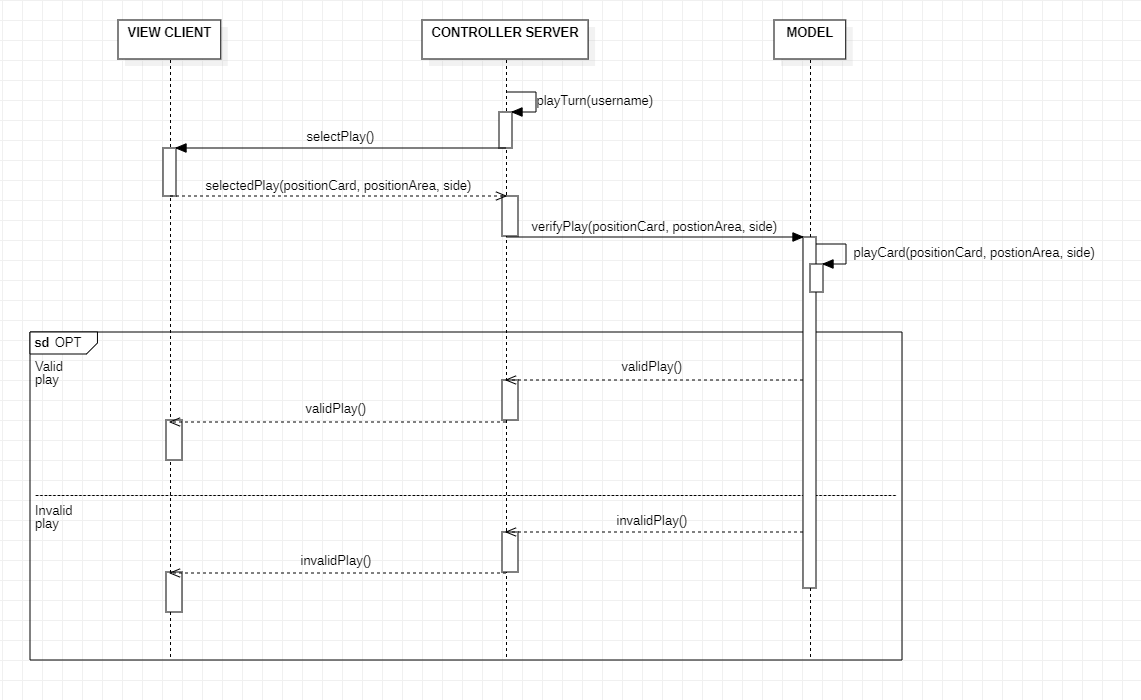 VIEW CLIENT
CONTROLLER SERVER
MODEL
playTurn(username)
selectPlay()
selectedPlay(positionCard, positionArea, side)
verifyPlay(positionCard, postionArea, side)
playCard(positionCard, postionArea, side)
sd OPT
Valid
play
validPlay()
validPlay()
Invalid
play
invalidPlay()
invalidPlay()